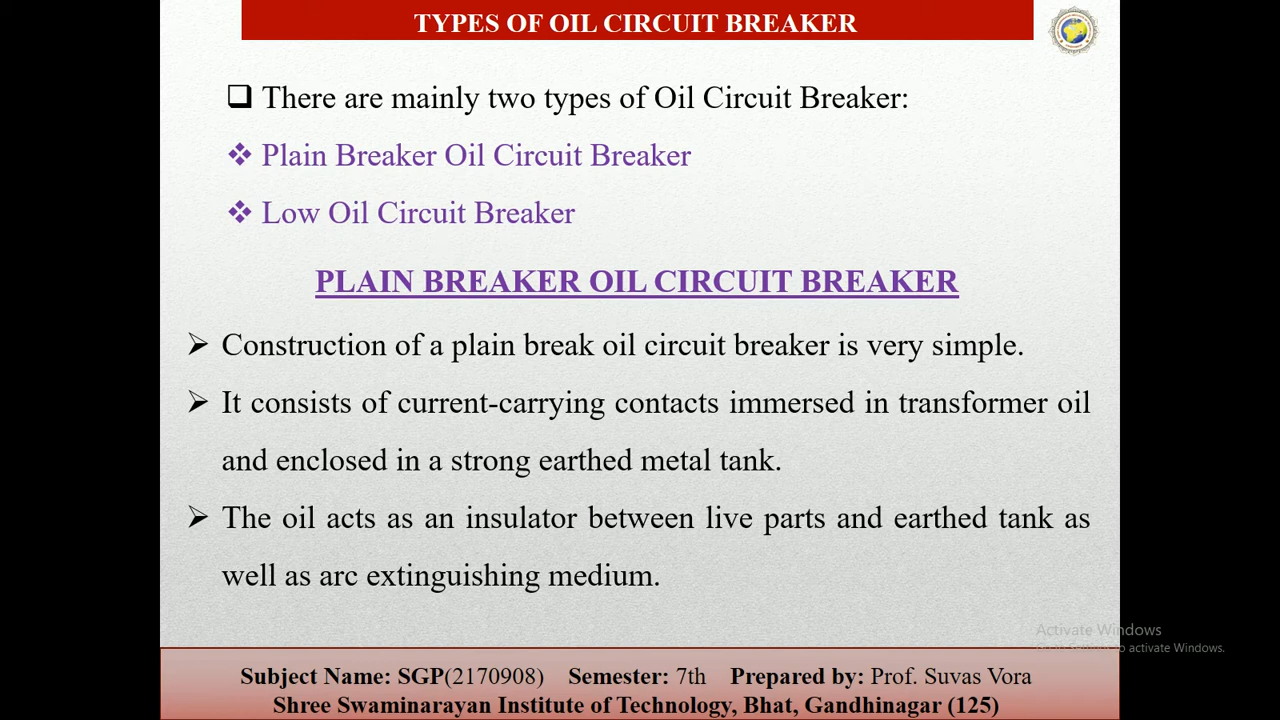 TYPES OF OIL CIRCUIT BREAKER
❑ There are mainly two types of Oil Circuit Breaker:
❖ Plain Breaker Oil Circuit Breaker
❖ Low Oil Circuit Breaker
PLAIN BREAKER OIL CIRCUIT BREAKER
➢ Construction of a plain break oil circuit breaker is very simple.
➢ It consists of current-carrying contacts immersed in transformer oil
and enclosed in a strong earthed metal tank.
➢ The oil acts as an insulator between live parts and earthed tank as
well as arc extinguishing medium.
Activate Windows
to activate Windows.
Subject Name: SGP(2170908) Semester: 7th Prepared by: Prof. Suvas Vora
Shree Swaminarayan Institute of Technology, Bhat, Gandhinagar (125)